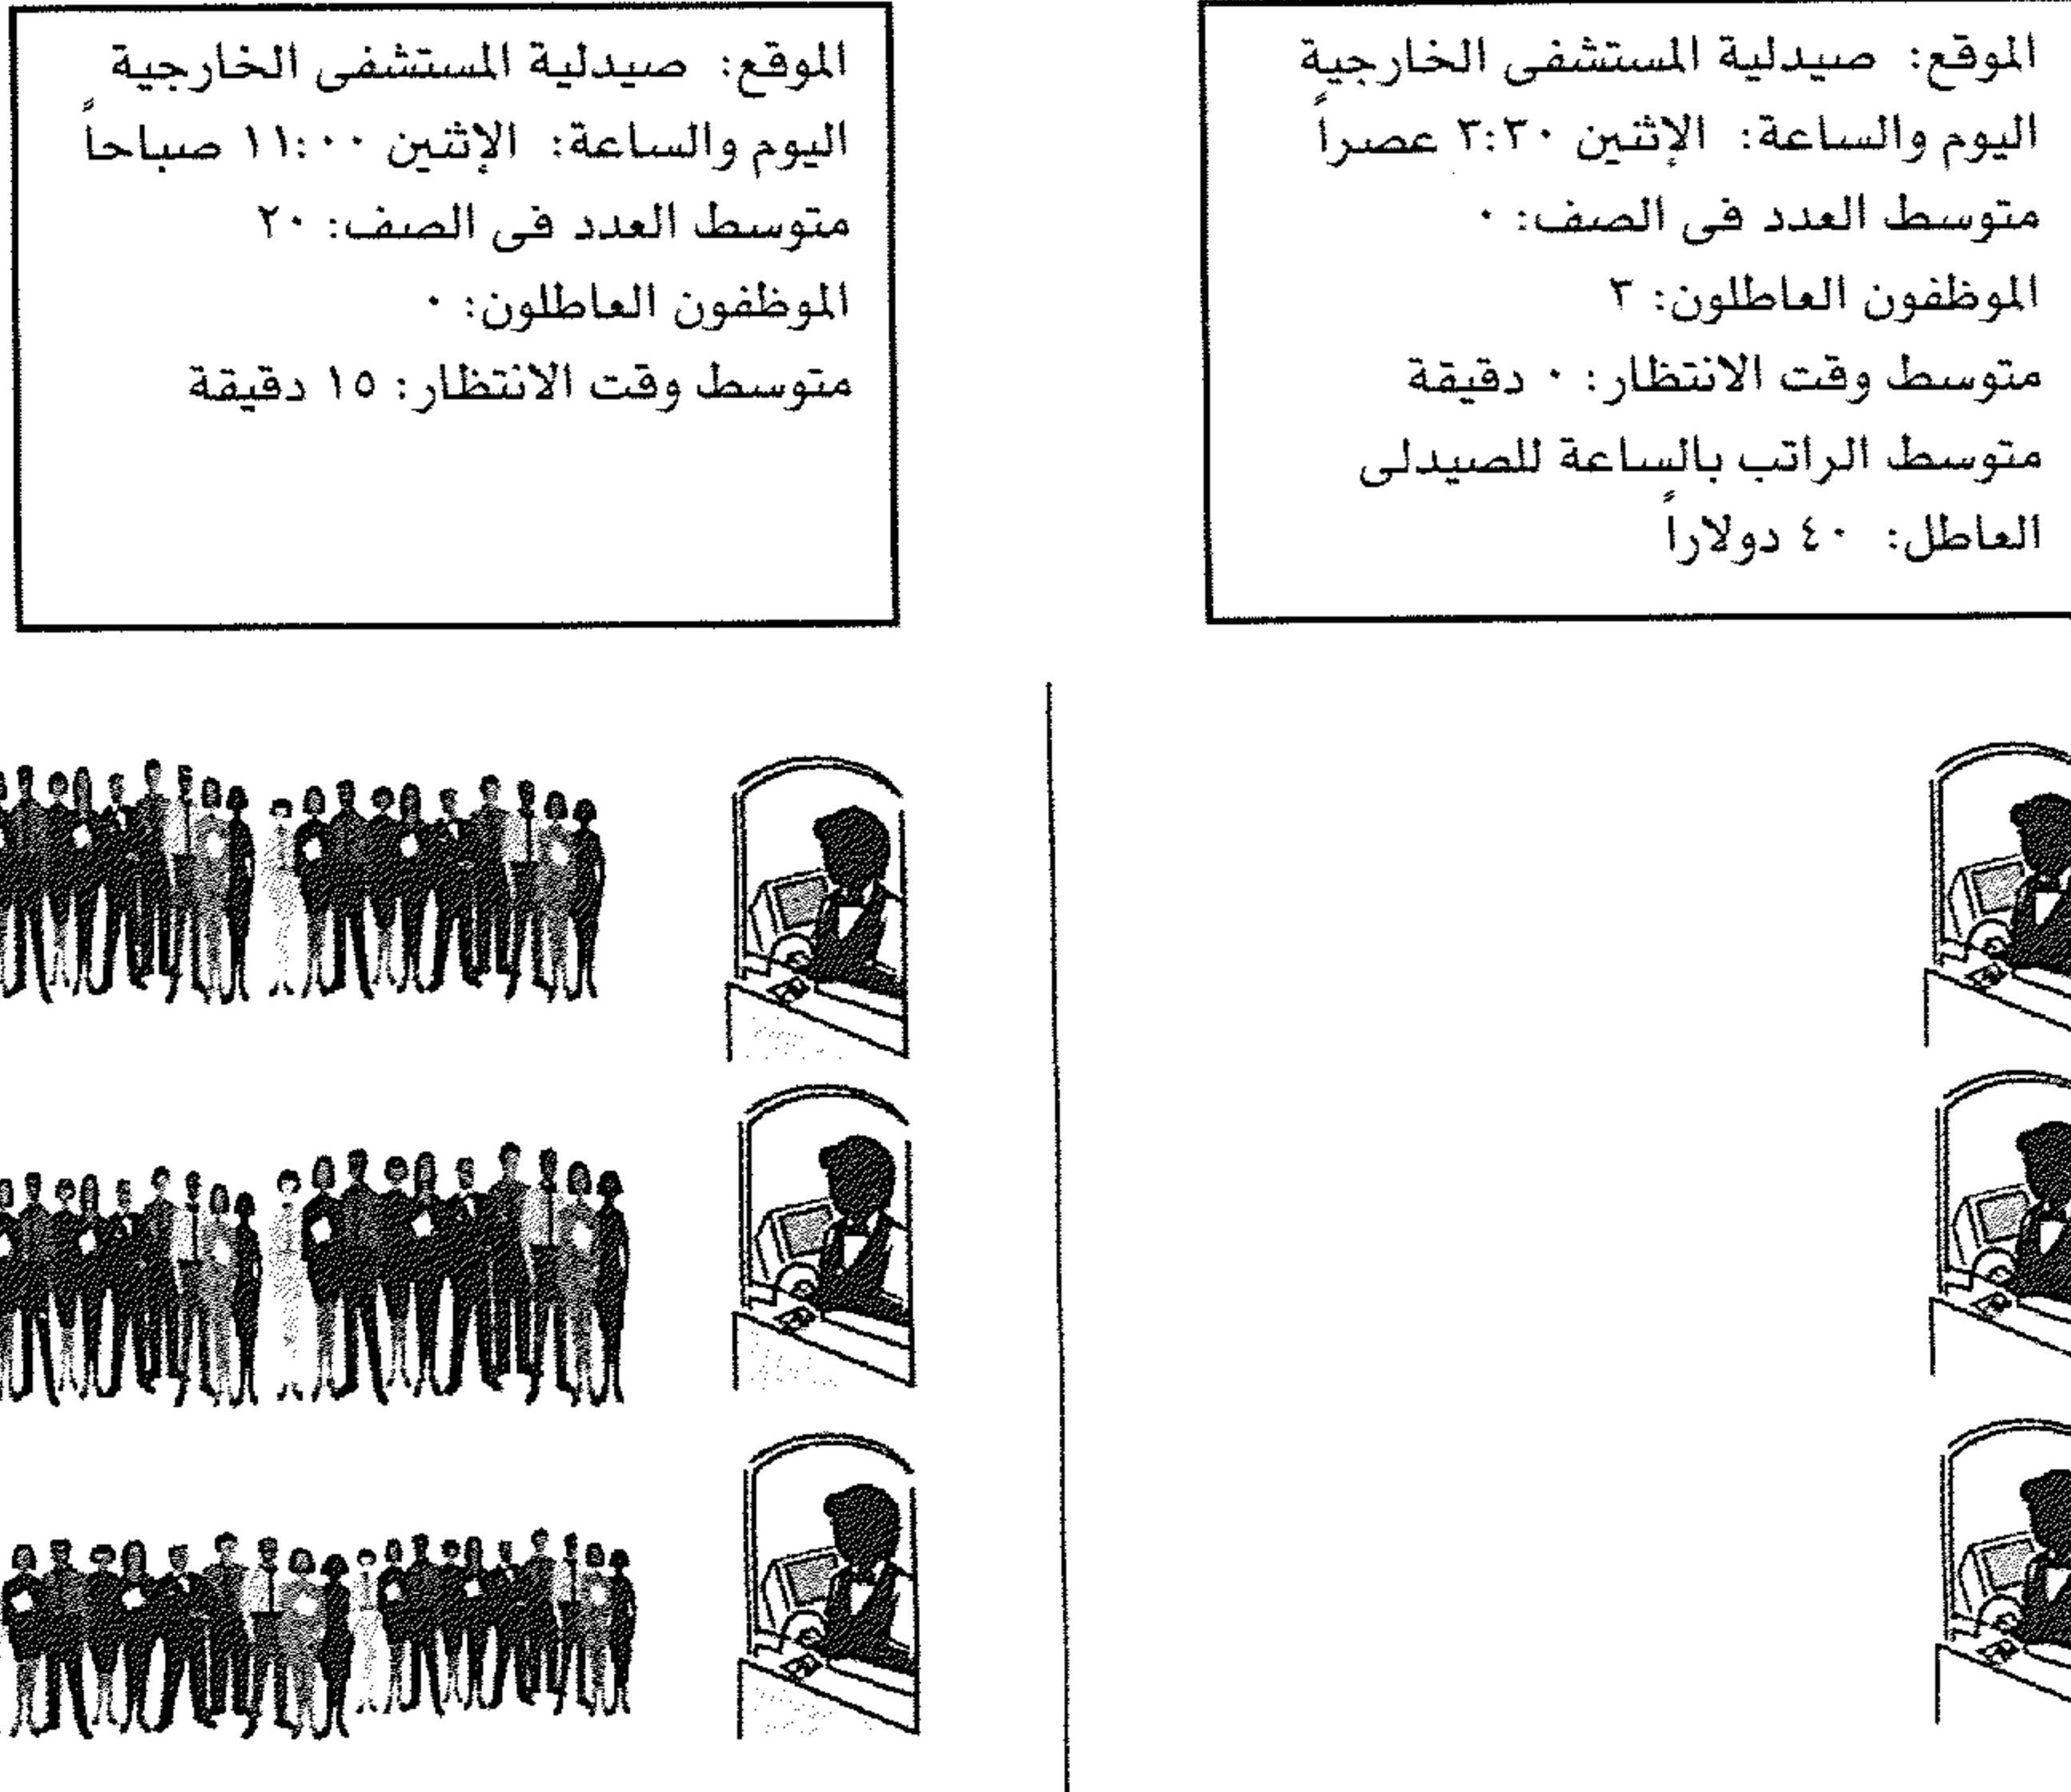 الموقع: صيدلية المستشفى الخارجية
اليوم والساعة: الإثنين ٣:٣٠ عصراً
متوسط العدد فى الصف: ٠
الموظفون العاطلون: ٣
متوسط وقت الانتظار: ٠ دقيقة
متوسط الراتب بالساعة للصيدلى
العاطل: ٤٠ دولاراً
الموقع: صيدلية المستشفى الخارجية
اليوم والساعة: الإثنين ١١:٠٠ صباحاً
متوسط العدد فى الصف: ٢٠
الموظفون العاطلون: ٠
متوسط وقت الانتظار: ١٥ دقيقة